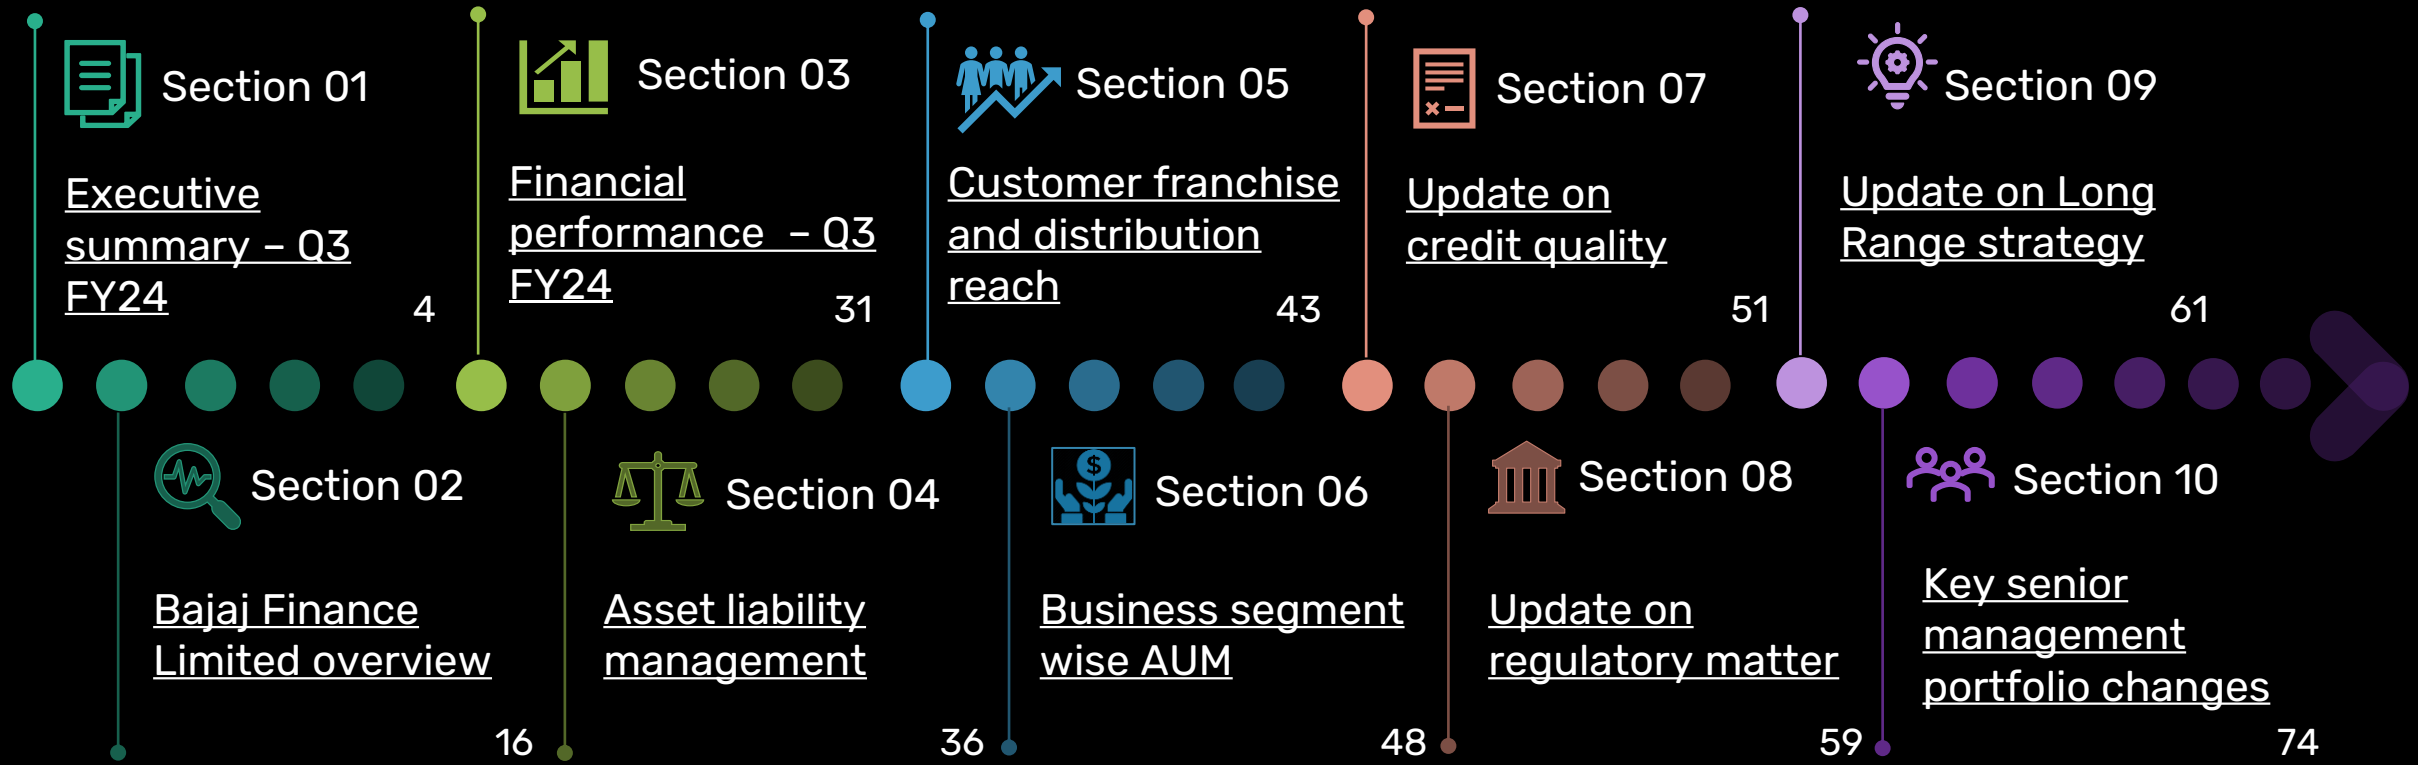 Section 01
Executive
summary – Q3
FY24
4
Section 02
Bajaj Finance
Limited overview
16
Section 03
Financial
performance – Q3
FY24
31
Section 04
Asset liability
management
36
Section 05
Customer franchise
and distribution
reach
43
Section 06
Business segment
wise AUM
48
Section 07
Update on
credit quality
51
Section 08
Update on
regulatory matter
59
Section 09
Update on Long
Range strategy
61
Section 10
Key senior
management
portfolio changes
74